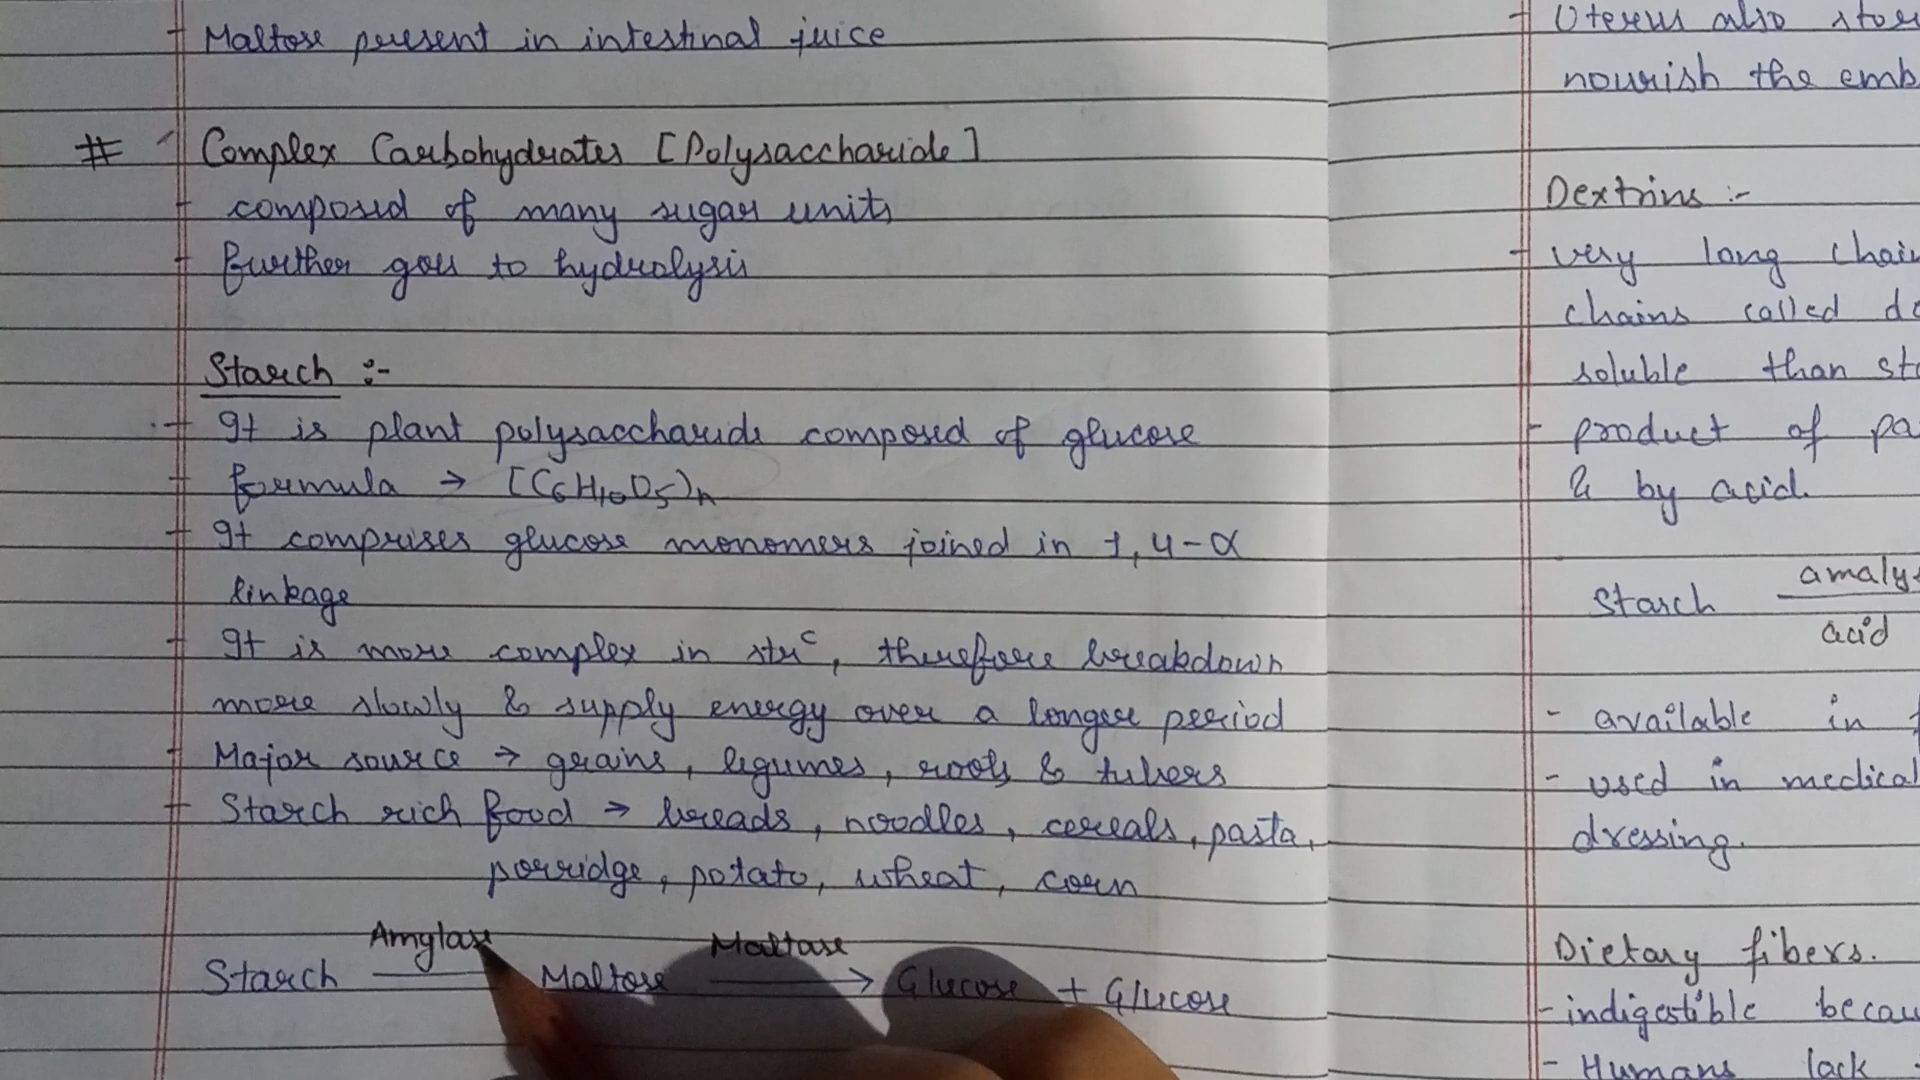 Maltose present in intestinal juice
# Complex Carbohydrates [Polysaccharide]
composed of many sugar units
further goes to hydrolysis
Starch :-
It is plant polysaccharide composed of glucose
formula → [C6H10O5)n
It comprises glucose monomers joined in 1,4-α
linkage
It is more complex in strc, therefore breakdown
more slowly & supply energy over a longer period
Major source → grains, legumes, roots & tubers
Starch rich food → breads, noodles, cereals, pasta,
porridge, potato, wheat, corn
Amylase Maltase
Starch Maltose → Glucose + Glucose
Uterus also
nourish the
Dextrins :-
very long
chains called
soluble than
product of
& by acid.
Starch
acid
- available in
- used in medical
dressing.
Dietary fibers.
- indigestible
- Humans lack